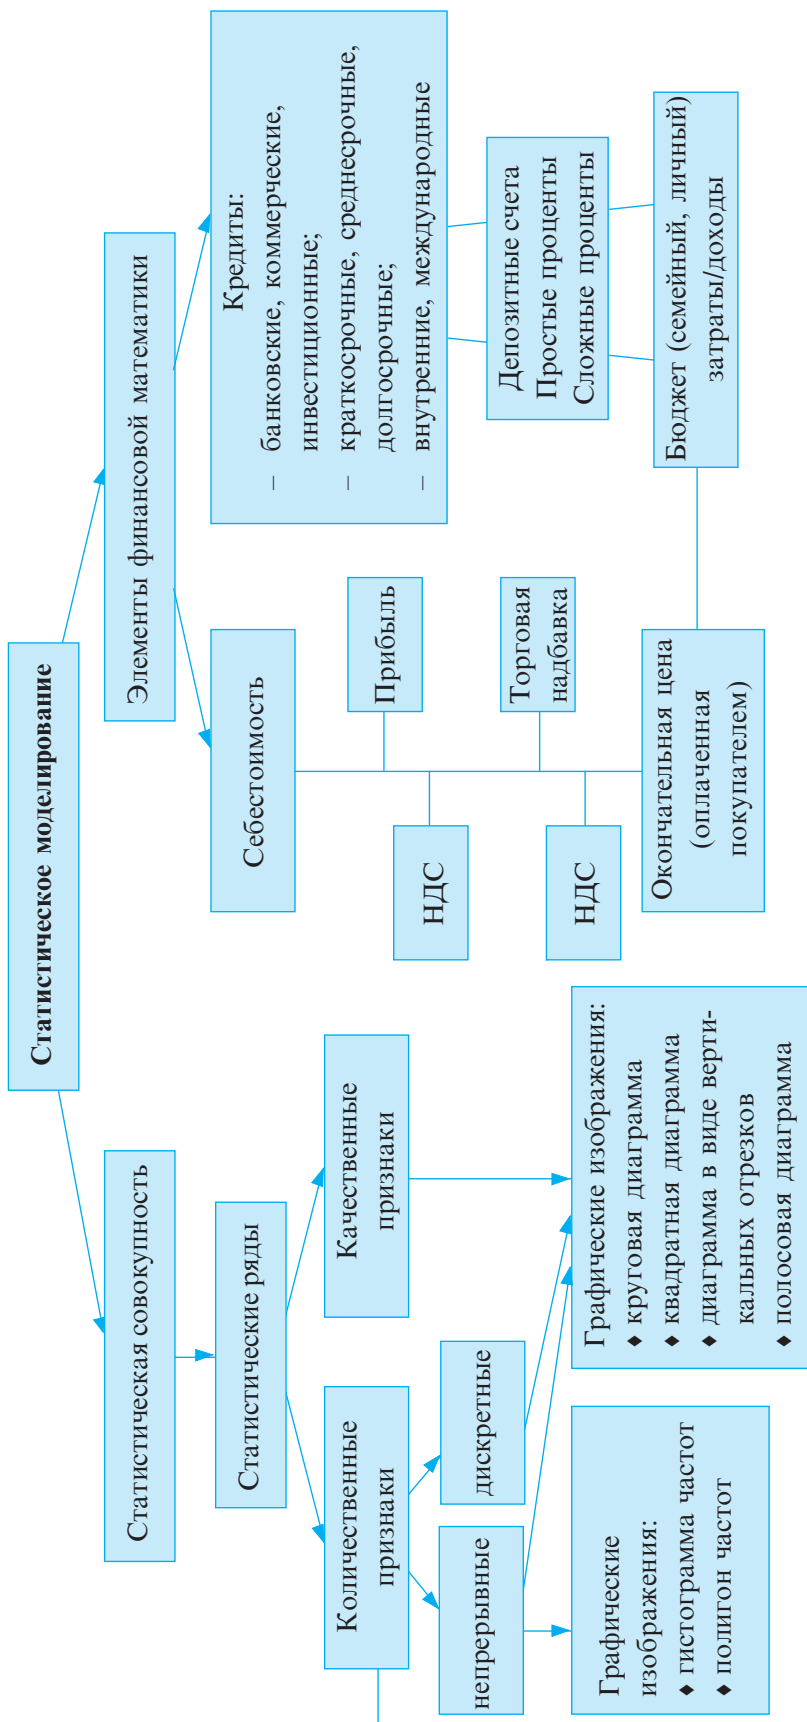 Статистическое моделирование
Статистическая совокупность
Элементы финансовой математики
Статистические ряды
Себестоимость
Кредиты:
– банковские, коммерческие,
инвестиционные;
– краткосрочные, среднесрочные,
долгосрочные;
– внутренние, международные
Количественные
признаки
Качественные
признаки
Прибыль
НДС
непрерывные
дискретные
Торговая
надбавка
НДС
Депозитные счета
Простые проценты
Сложные проценты
Графические
изображения:
♦ гистограмма частот
♦ полигон частот
Графические изображения:
♦ круговая диаграмма
♦ квадратная диаграмма
♦ диаграмма в виде верти-
кальных отрезков
♦ полосовая диаграмма
Окончательная цена
(оплаченная
покупателем)
Бюджет (семейный, личный)
затраты/доходы